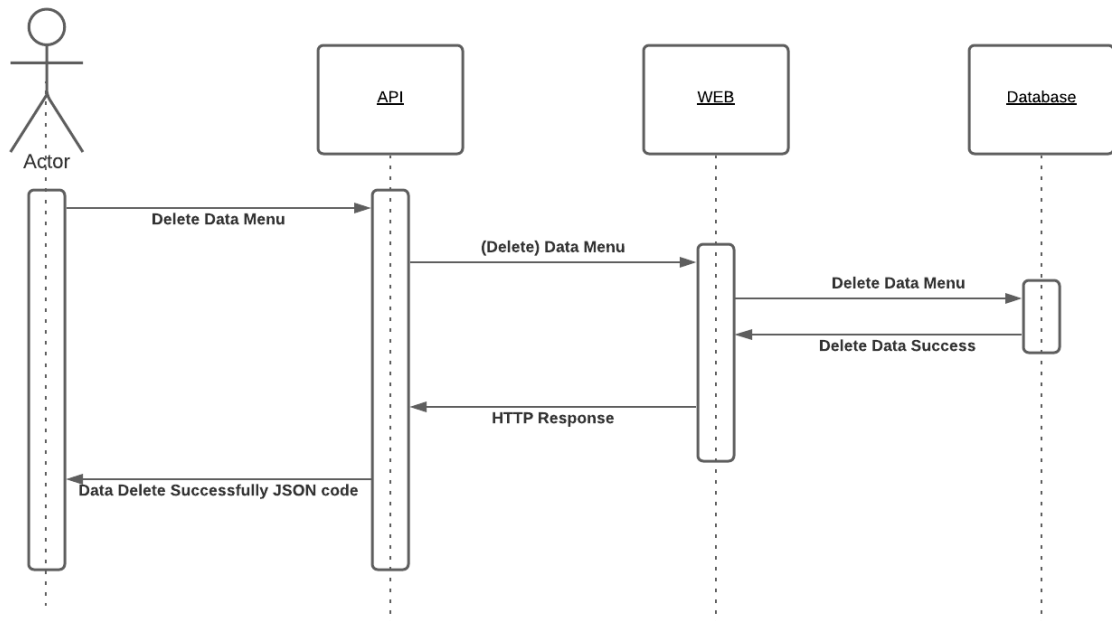 API
WEB
Database
Actor
Delete Data Menu
(Delete) Data Menu
Delete Data Menu
Delete Data Success
HTTP Response
Data Delete Successfully JSON code